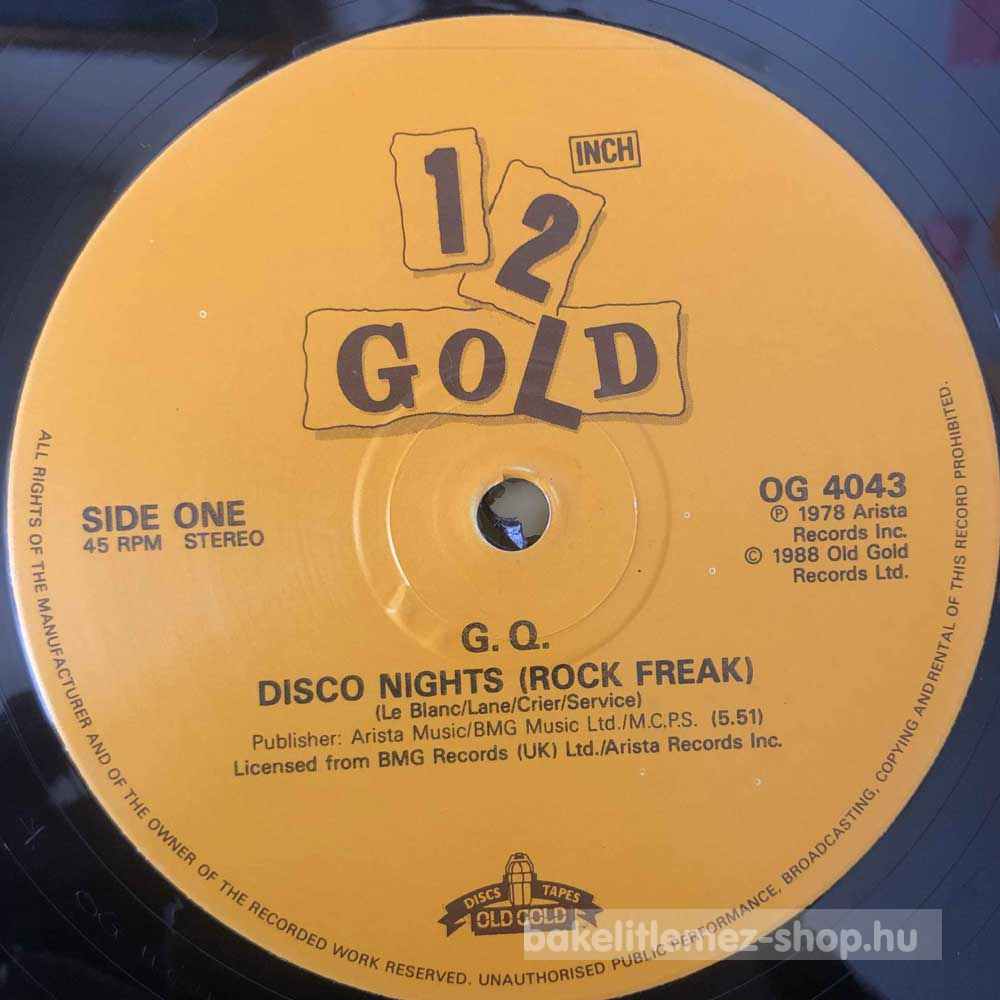 12
INCH
GOLD
SIDE ONE
45 RPM STEREO
OG 4043
℗ 1978 Arista
Records Inc.
© 1988 Old Gold
Records Ltd.
G. Q.
DISCO NIGHTS (ROCK FREAK)
(Le Blanc/Lane/Crier/Service)
Publisher: Arista Music/BMG Music Ltd./M.C.P.S. (5.51)
Licensed from BMG Records (UK) Ltd./Arista Records Inc.
DISCS TAPES
OLD GOLD
ALL RIGHTS OF THE MANUFACTURER AND OF THE OWNER OF THE RECORDED WORK RESERVED. UNAUTHORISED PUBLIC PERFORMANCE, BROADCASTING, COPYING AND RENTAL OF THIS RECORD PROHIBITED.
bakelitlemez-shop.hu